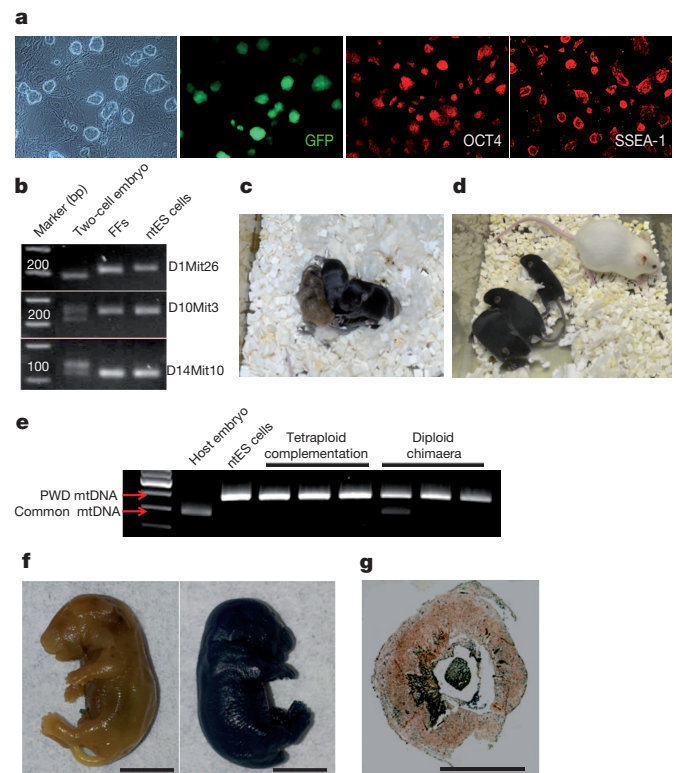 a
GFP
OCT4
SSEA-1
b
Marker (bp)
Two-cell embryo
FFs
ntES cells
200
D1Mit26
200
D10Mit3
100
D14Mit10
c
d
e
Host embryo
ntES cells
Tetraploid
complementation
Diploid
chimaera
PWD mtDNA
Common mtDNA
f
g